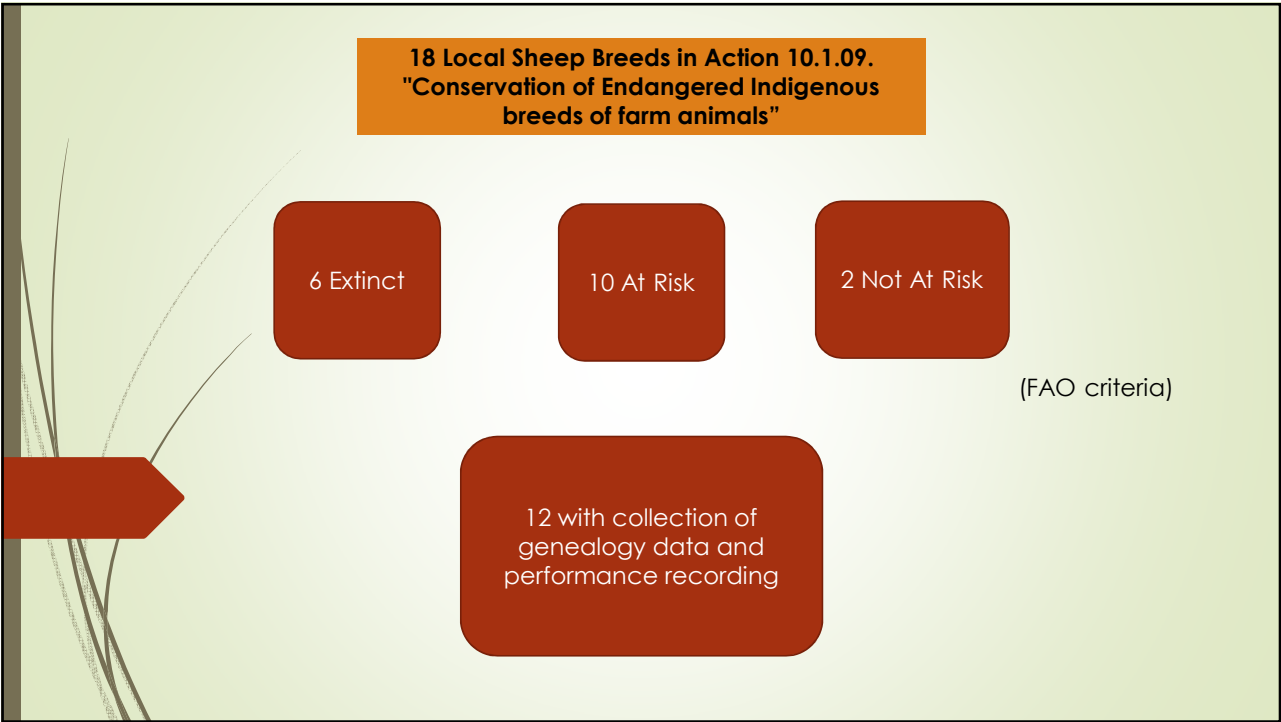 18 Local Sheep Breeds in Action 10.1.09.
"Conservation of Endangered Indigenous
breeds of farm animals”
6 Extinct
10 At Risk
2 Not At Risk
(FAO criteria)
12 with collection of
genealogy data and
performance recording